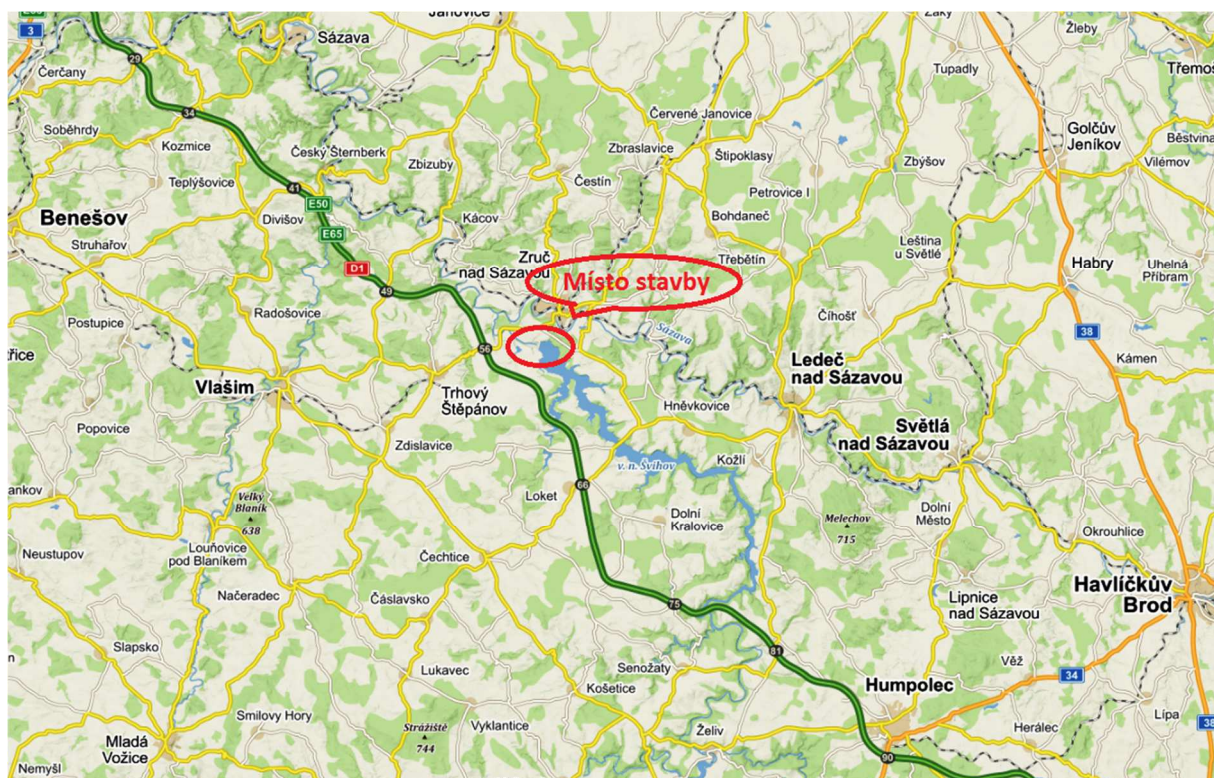 Janovice
3
Sázava
Žáky
Žleby
Čerčany
29
Tupadly
Třemoš
34
Soběhrdy
Kozmice
Červené Janovice
Golčův
Jeníkov
Běstvina
Český Šternberk
Zbizuby
Zbraslavice
Štipoklasy
Zbýšov
Vilémov
Teplýšovice
41
Čestín
Petrovice I
E50
Benešov
Divišov
Kácov
Bohdaneč
E65
Struhařov
Zruč
nad Sázavou
Třebětín
Leština
u Světlé
Habry
Uhelná
Příbram
D1
Místo stavby
49
Radošovice
Číhošť
Postupice
Sázava
38
56
Ledeč
nad Sázavou
Kámen
Vlašim
Trhový
Štěpánov
Hněvkovice
Popovice
Zdislavice
Světlá
nad Sázavou
v. n. Švihov
Kožlí
66
Loket
ankov
Velký
Blaník
638
Dolní
Kralovice
Melechov
715
Dolní
Město
Okrouhlice
Neustupov
Louňovice
pod Blaníkem
Čechtice
Havlíčkův
Brod
Načeradec
Čáslavsko
75
Lipnice
nad Sázavou
Slapsko
81
Senožaty
Věž
Lukavec
Košetice
Humpolec
34
Smilovy Hory
Strážiště
744
Vyklantice
Želiv
Herálec
Lípa
38
Mladá
Vožice
Nemyšl
90